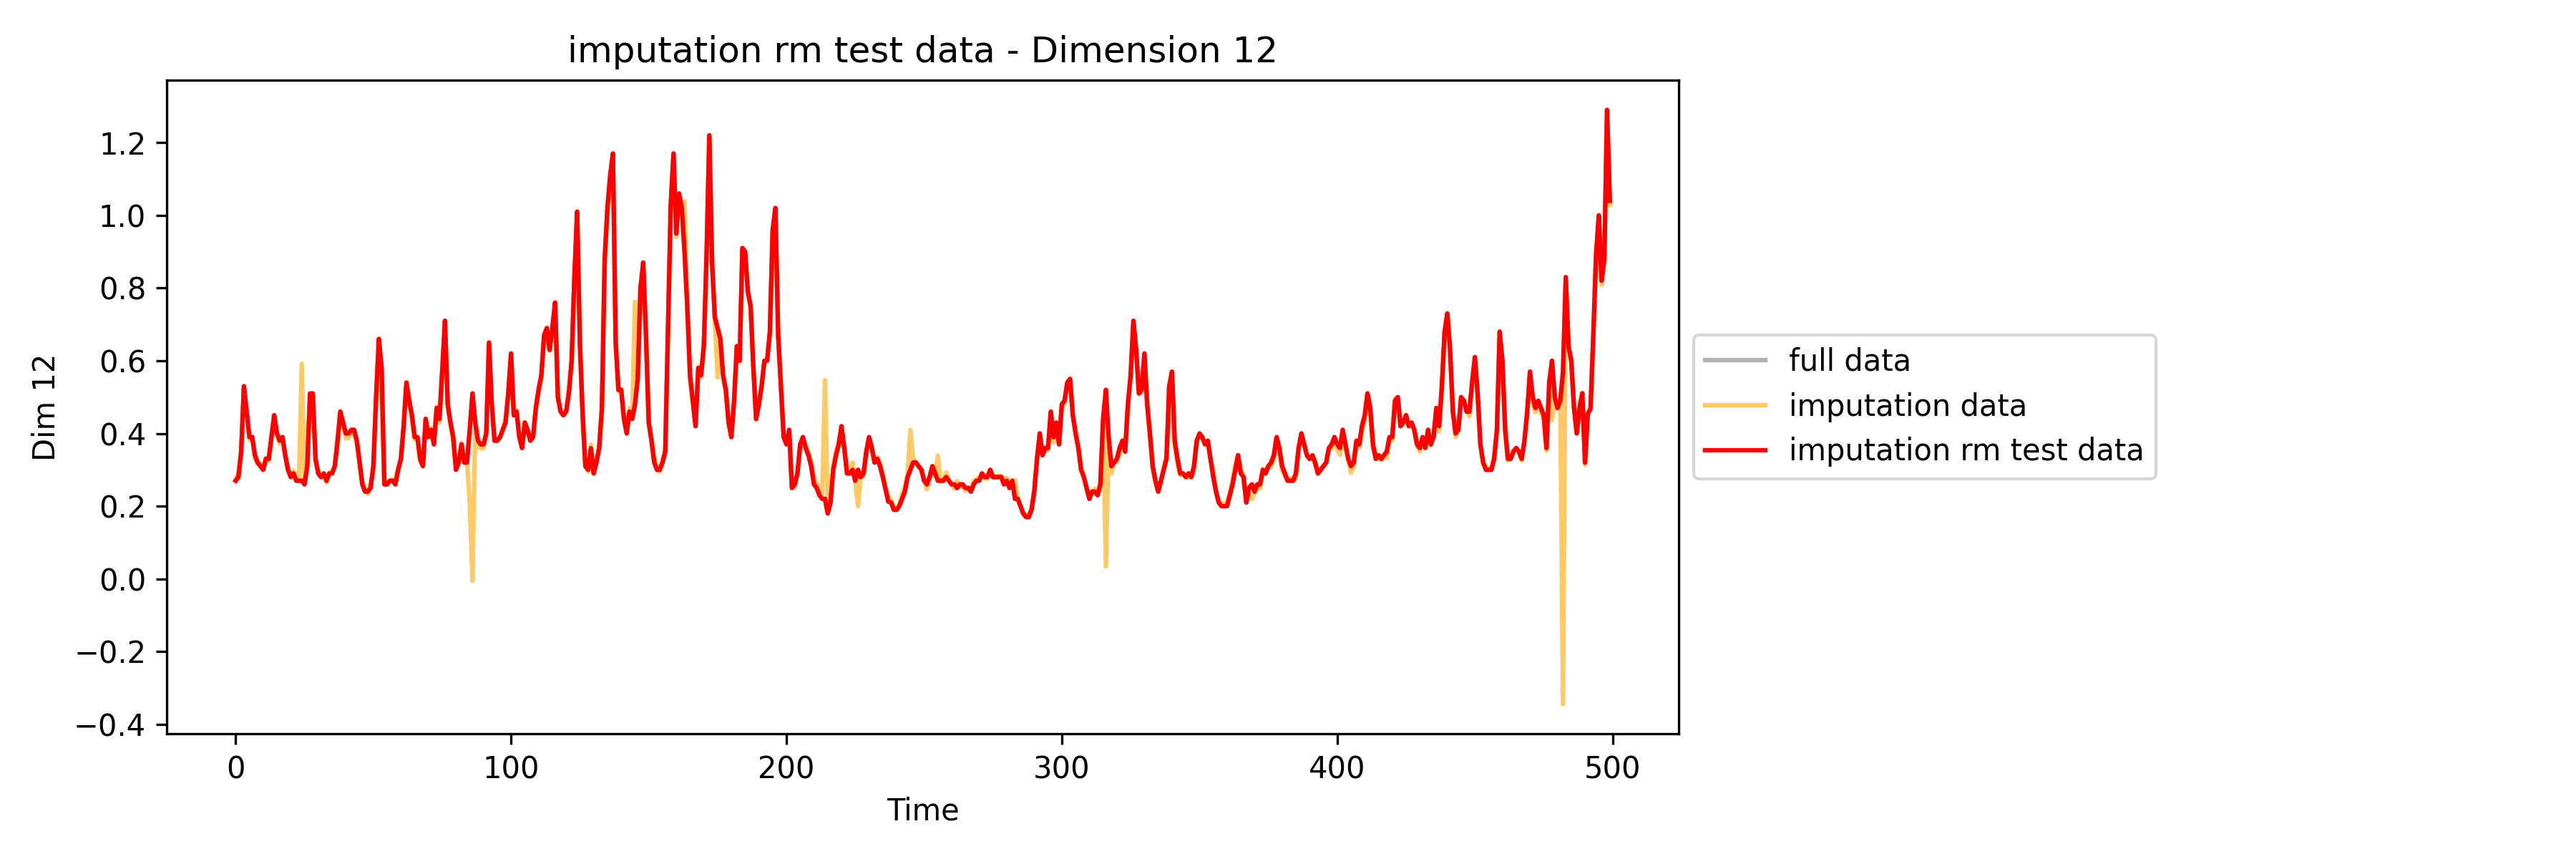 imputation rm test data - Dimension 12
Dim 12
1.2
1.0
0.8
0.6
0.4
0.2
0.0
−0.2
−0.4
0 100 200 300 400 500
Time
full data
imputation data
imputation rm test data